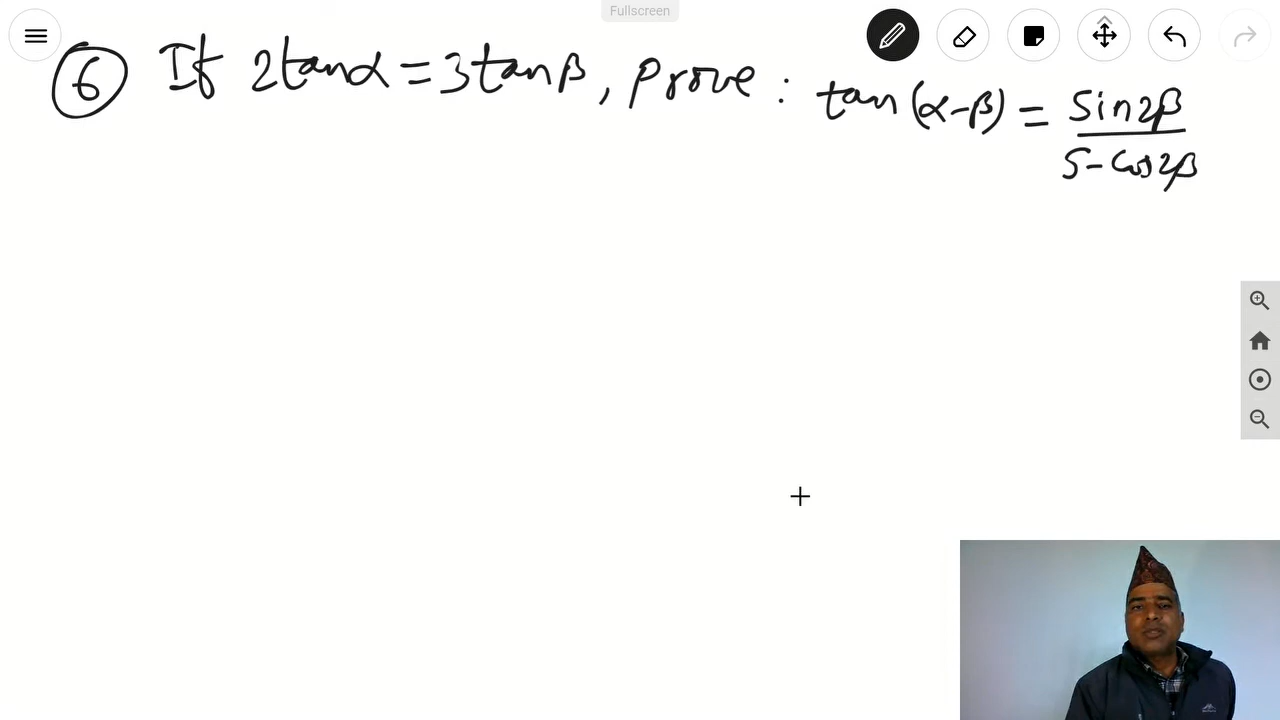 Fullscreen
⑥ If 2tanα = 3tanβ, prove : tan(α-β) = sin2β
5-cos2β